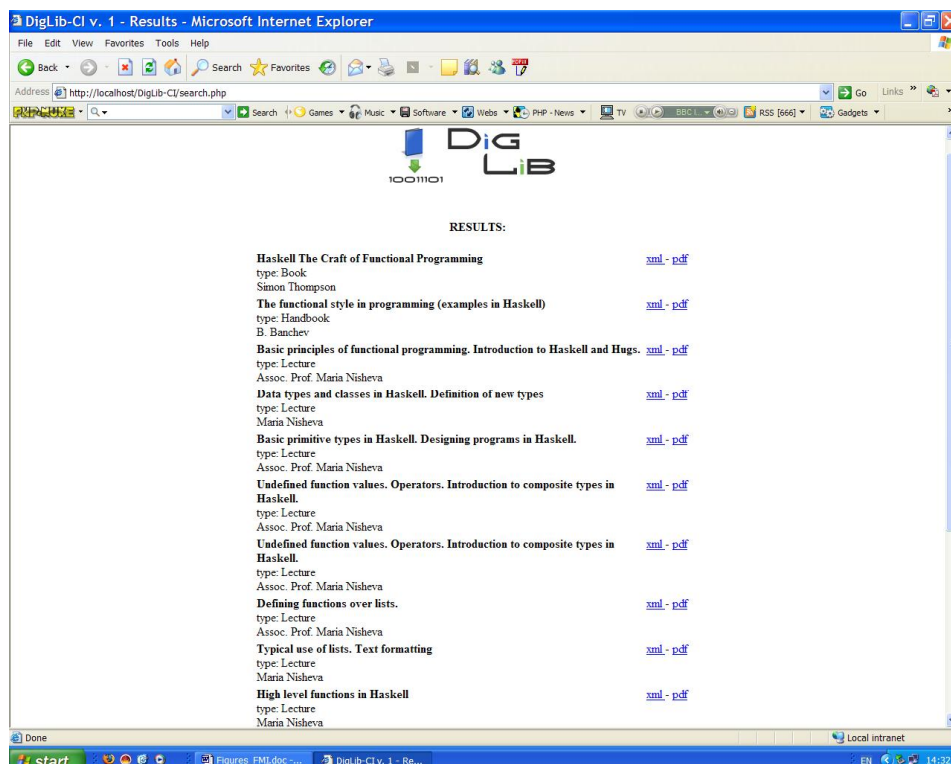 DigLib-CI v. 1 - Results - Microsoft Internet Explorer
File Edit View Favorites Tools Help
Back Search Favorites
Address http://localhost/DigLib-CI/search.php Go Links »
Search Games Music Software Webs PHP - News TV BBC RSS [666] Gadgets
DiG
LiB
10011101
RESULTS:
Haskell The Craft of Functional Programming xml - pdf
type: Book
Simon Thompson
The functional style in programming (examples in Haskell) xml - pdf
type: Handbook
B. Banchev
Basic principles of functional programming. Introduction to Haskell and Hugs. xml - pdf
type: Lecture
Assoc. Prof. Maria Nisheva
Data types and classes in Haskell. Definition of new types xml - pdf
type: Lecture
Maria Nisheva
Basic primitive types in Haskell. Designing programs in Haskell. xml - pdf
type: Lecture
Assoc. Prof. Maria Nisheva
Undefined function values. Operators. Introduction to composite types in xml - pdf
Haskell.
type: Lecture
Assoc. Prof. Maria Nisheva
Undefined function values. Operators. Introduction to composite types in xml - pdf
Haskell.
type: Lecture
Assoc. Prof. Maria Nisheva
Defining functions over lists. xml - pdf
type: Lecture
Assoc. Prof. Maria Nisheva
Typical use of lists. Text formatting xml - pdf
type: Lecture
Maria Nisheva
High level functions in Haskell xml - pdf
type: Lecture
Maria Nisheva
Done Local intranet
start Figures_FMI.doc -... DigLib-CI v. 1 - Re... EN 14:32